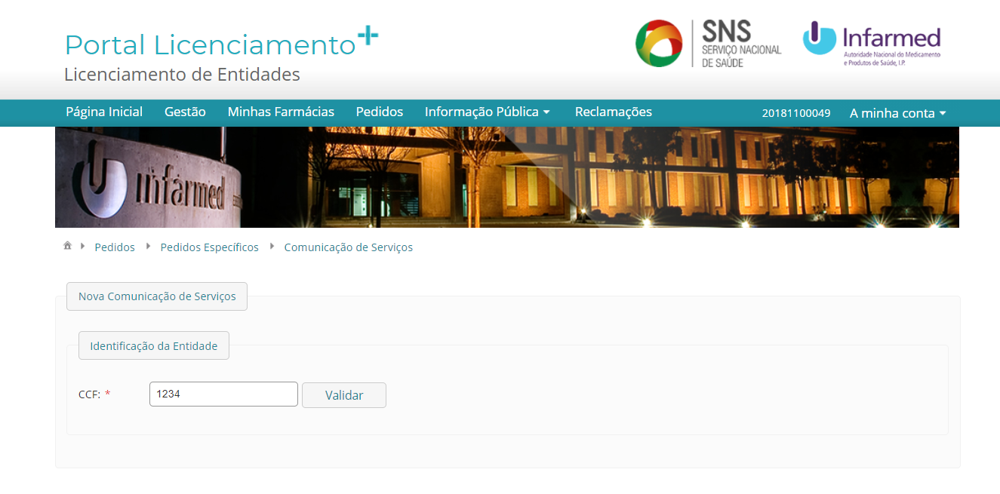 Portal Licenciamento+
Licenciamento de Entidades
SNS
SERVIÇO NACIONAL
DE SAÚDE
Infarmed
Autoridade Nacional do Medicamento
e Produtos de Saúde, I.P.
Página Inicial Gestão Minhas Farmácias Pedidos Informação Pública Reclamações 20181100049 A minha conta
infarmed
Pedidos Pedidos Específicos Comunicação de Serviços
Nova Comunicação de Serviços
Identificação da Entidade
CCF: * 1234 Validar